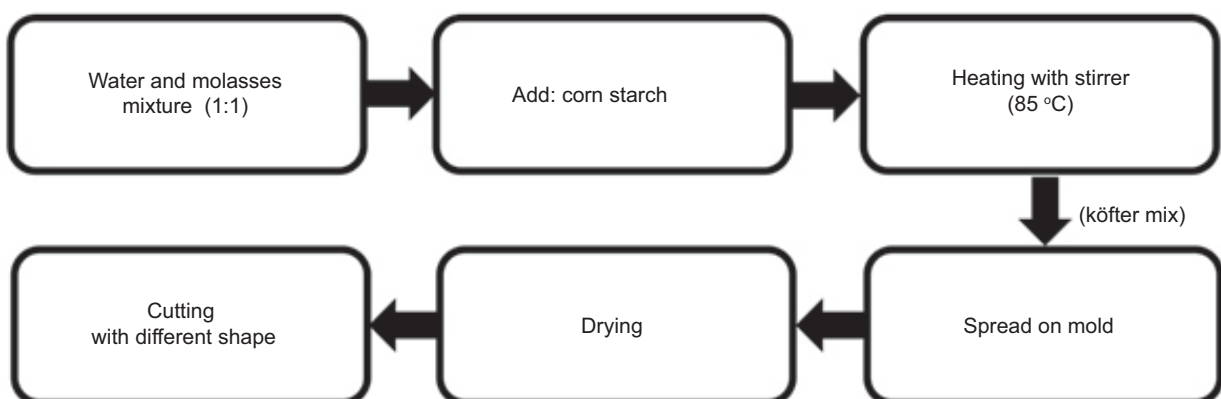 Water and molasses
mixture (1:1)
Add: corn starch
Heating with stirrer
(85 °C)
(köfter mix)
Spread on mold
Drying
Cutting
with different shape